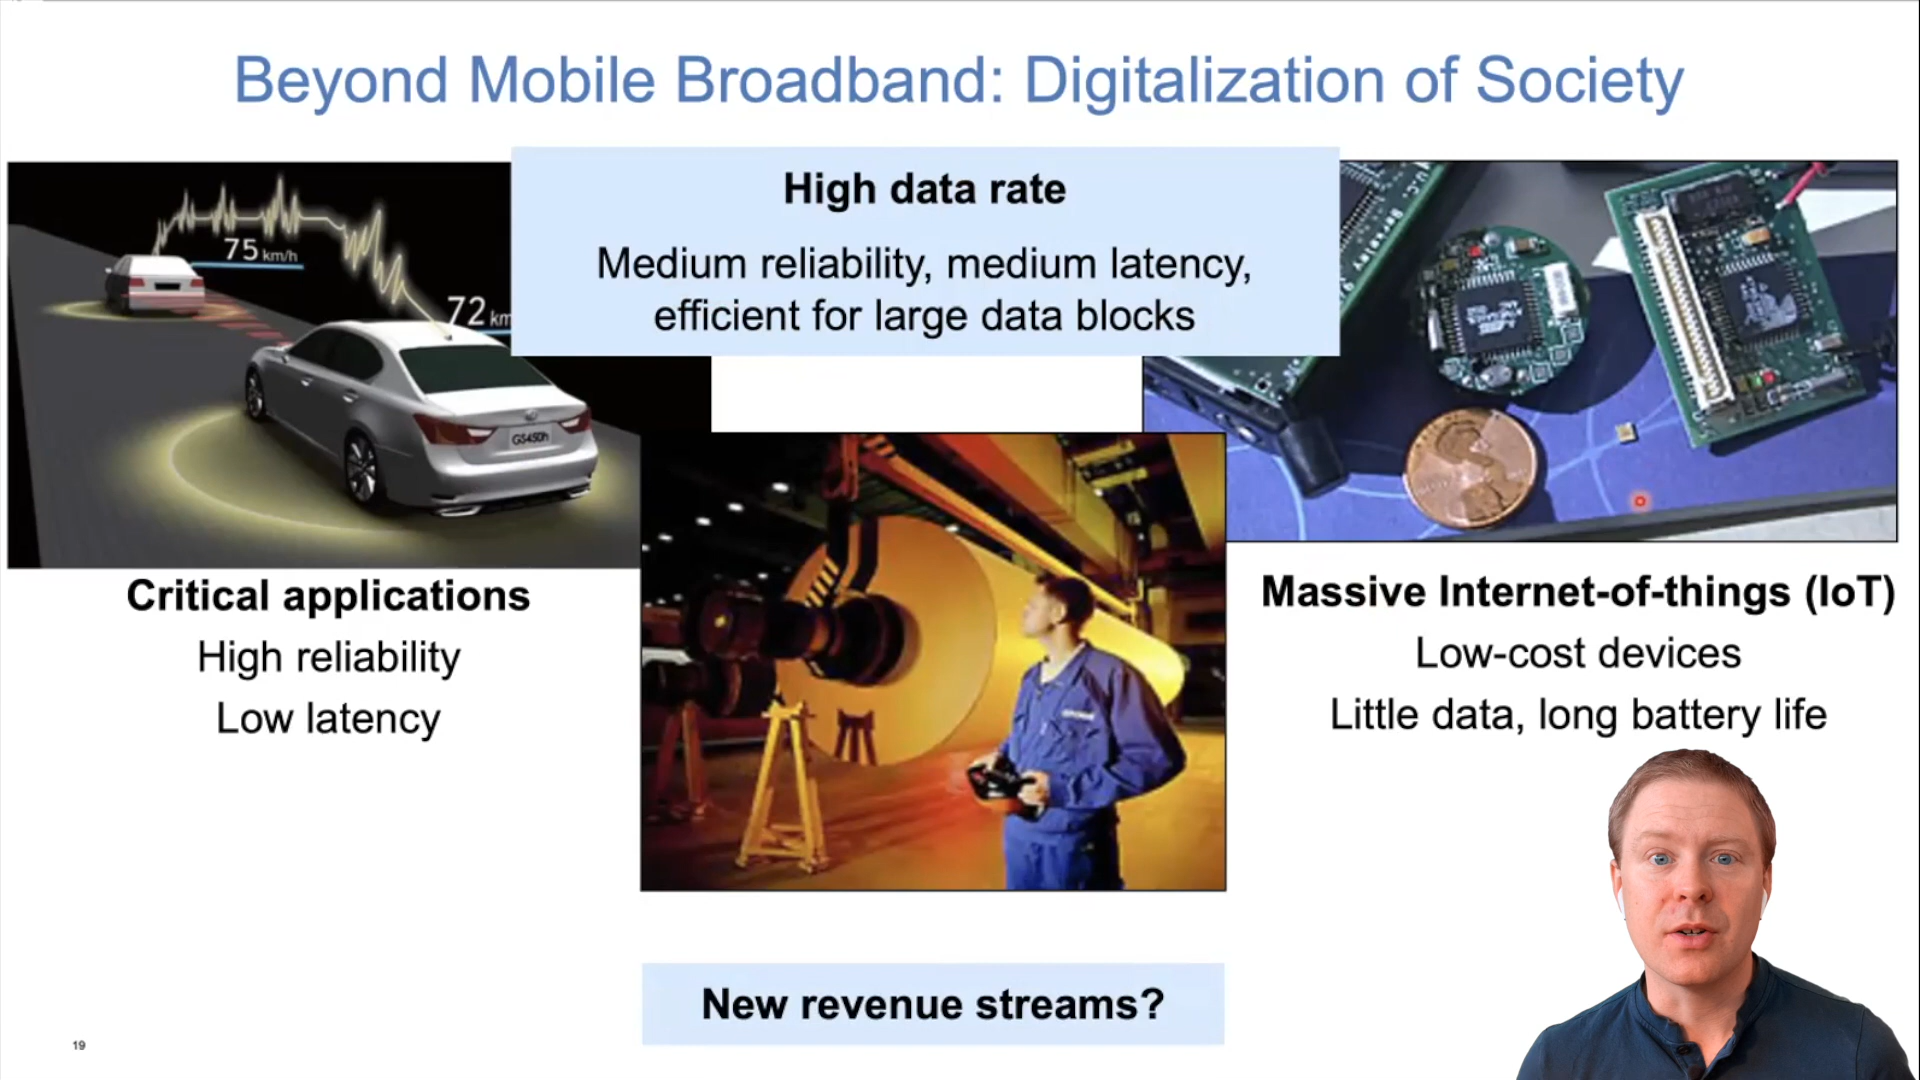 Beyond Mobile Broadband: Digitalization of Society
High data rate
Medium reliability, medium latency,
efficient for large data blocks
75 km/h
72 km
GS450h
Critical applications
High reliability
Low latency
Massive Internet-of-things (IoT)
Low-cost devices
Little data, long battery life
New revenue streams?
19